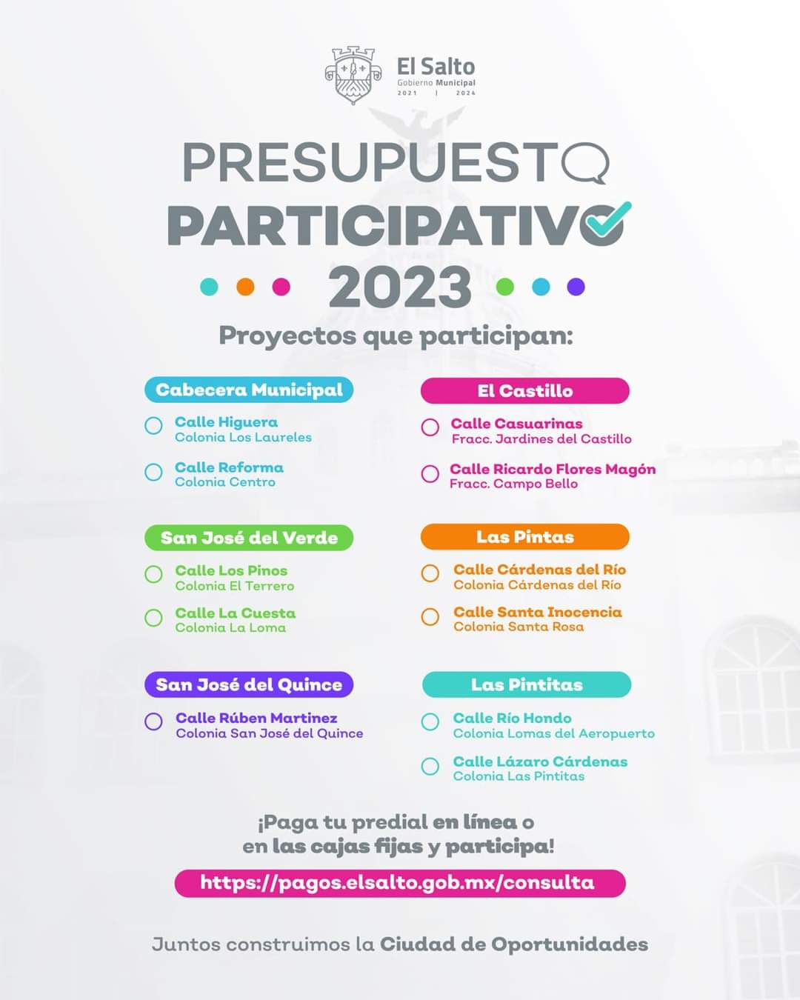 El Salto
Gobierno Municipal
2021 | 2024
PRESUPUESTO
PARTICIPATIVO
2023
Proyectos que participan:
Cabecera Municipal
Calle Higuera
Colonia Los Laureles
Calle Reforma
Colonia Centro
El Castillo
Calle Casuarinas
Fracc. Jardines del Castillo
Calle Ricardo Flores Magón
Fracc. Campo Bello
San José del Verde
Calle Los Pinos
Colonia El Terrero
Calle La Cuesta
Colonia La Loma
Las Pintas
Calle Cárdenas del Río
Colonia Cárdenas del Río
Calle Santa Inocencia
Colonia Santa Rosa
San José del Quince
Calle Rúben Martinez
Colonia San José del Quince
Las Pintitas
Calle Río Hondo
Colonia Lomas del Aeropuerto
Calle Lázaro Cárdenas
Colonia Las Pintitas
¡Paga tu predial en línea o
en las cajas fijas y participa!
https://pagos.elsalto.gob.mx/consulta
Juntos construimos la Ciudad de Oportunidades